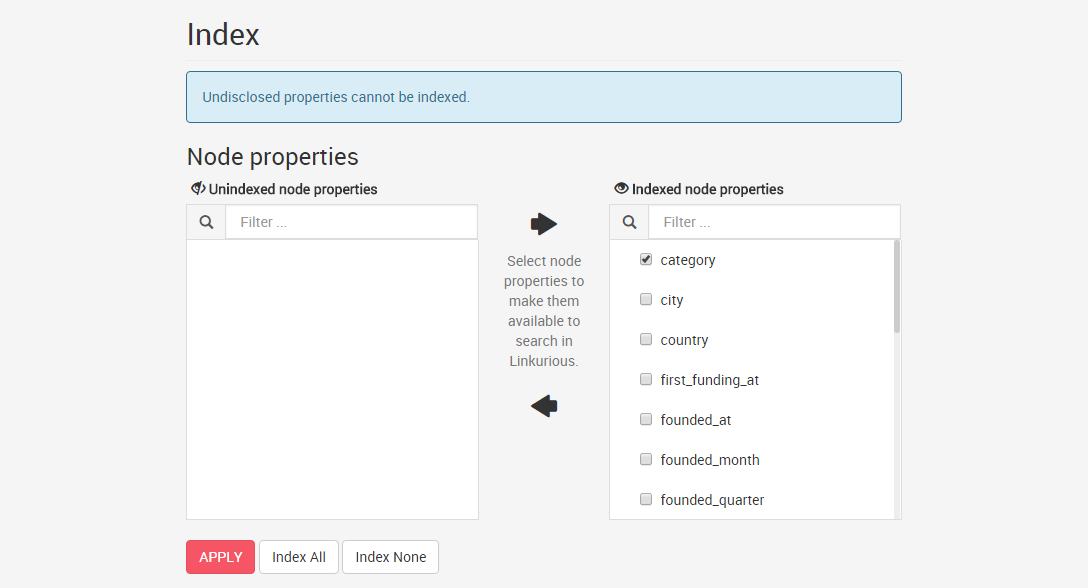 Index
Undisclosed properties cannot be indexed.
Node properties
Unindexed node properties
Filter ...
Select node
properties to
make them
available to
search in
Linkurious.
Indexed node properties
Filter ...
category
city
country
first_funding_at
founded_at
founded_month
founded_quarter
APPLY
Index All
Index None